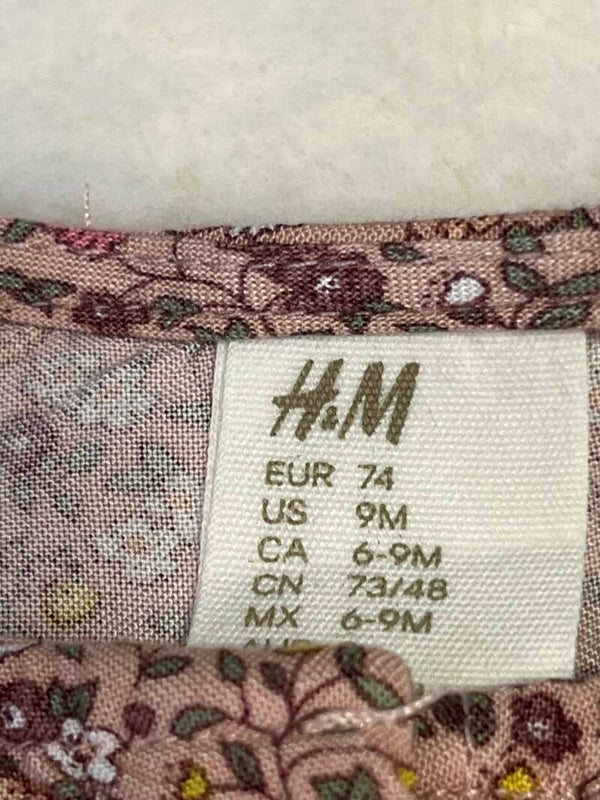 H&M
EUR 74
US 9M
CA 6-9M
CN 73/48
MX 6-9M